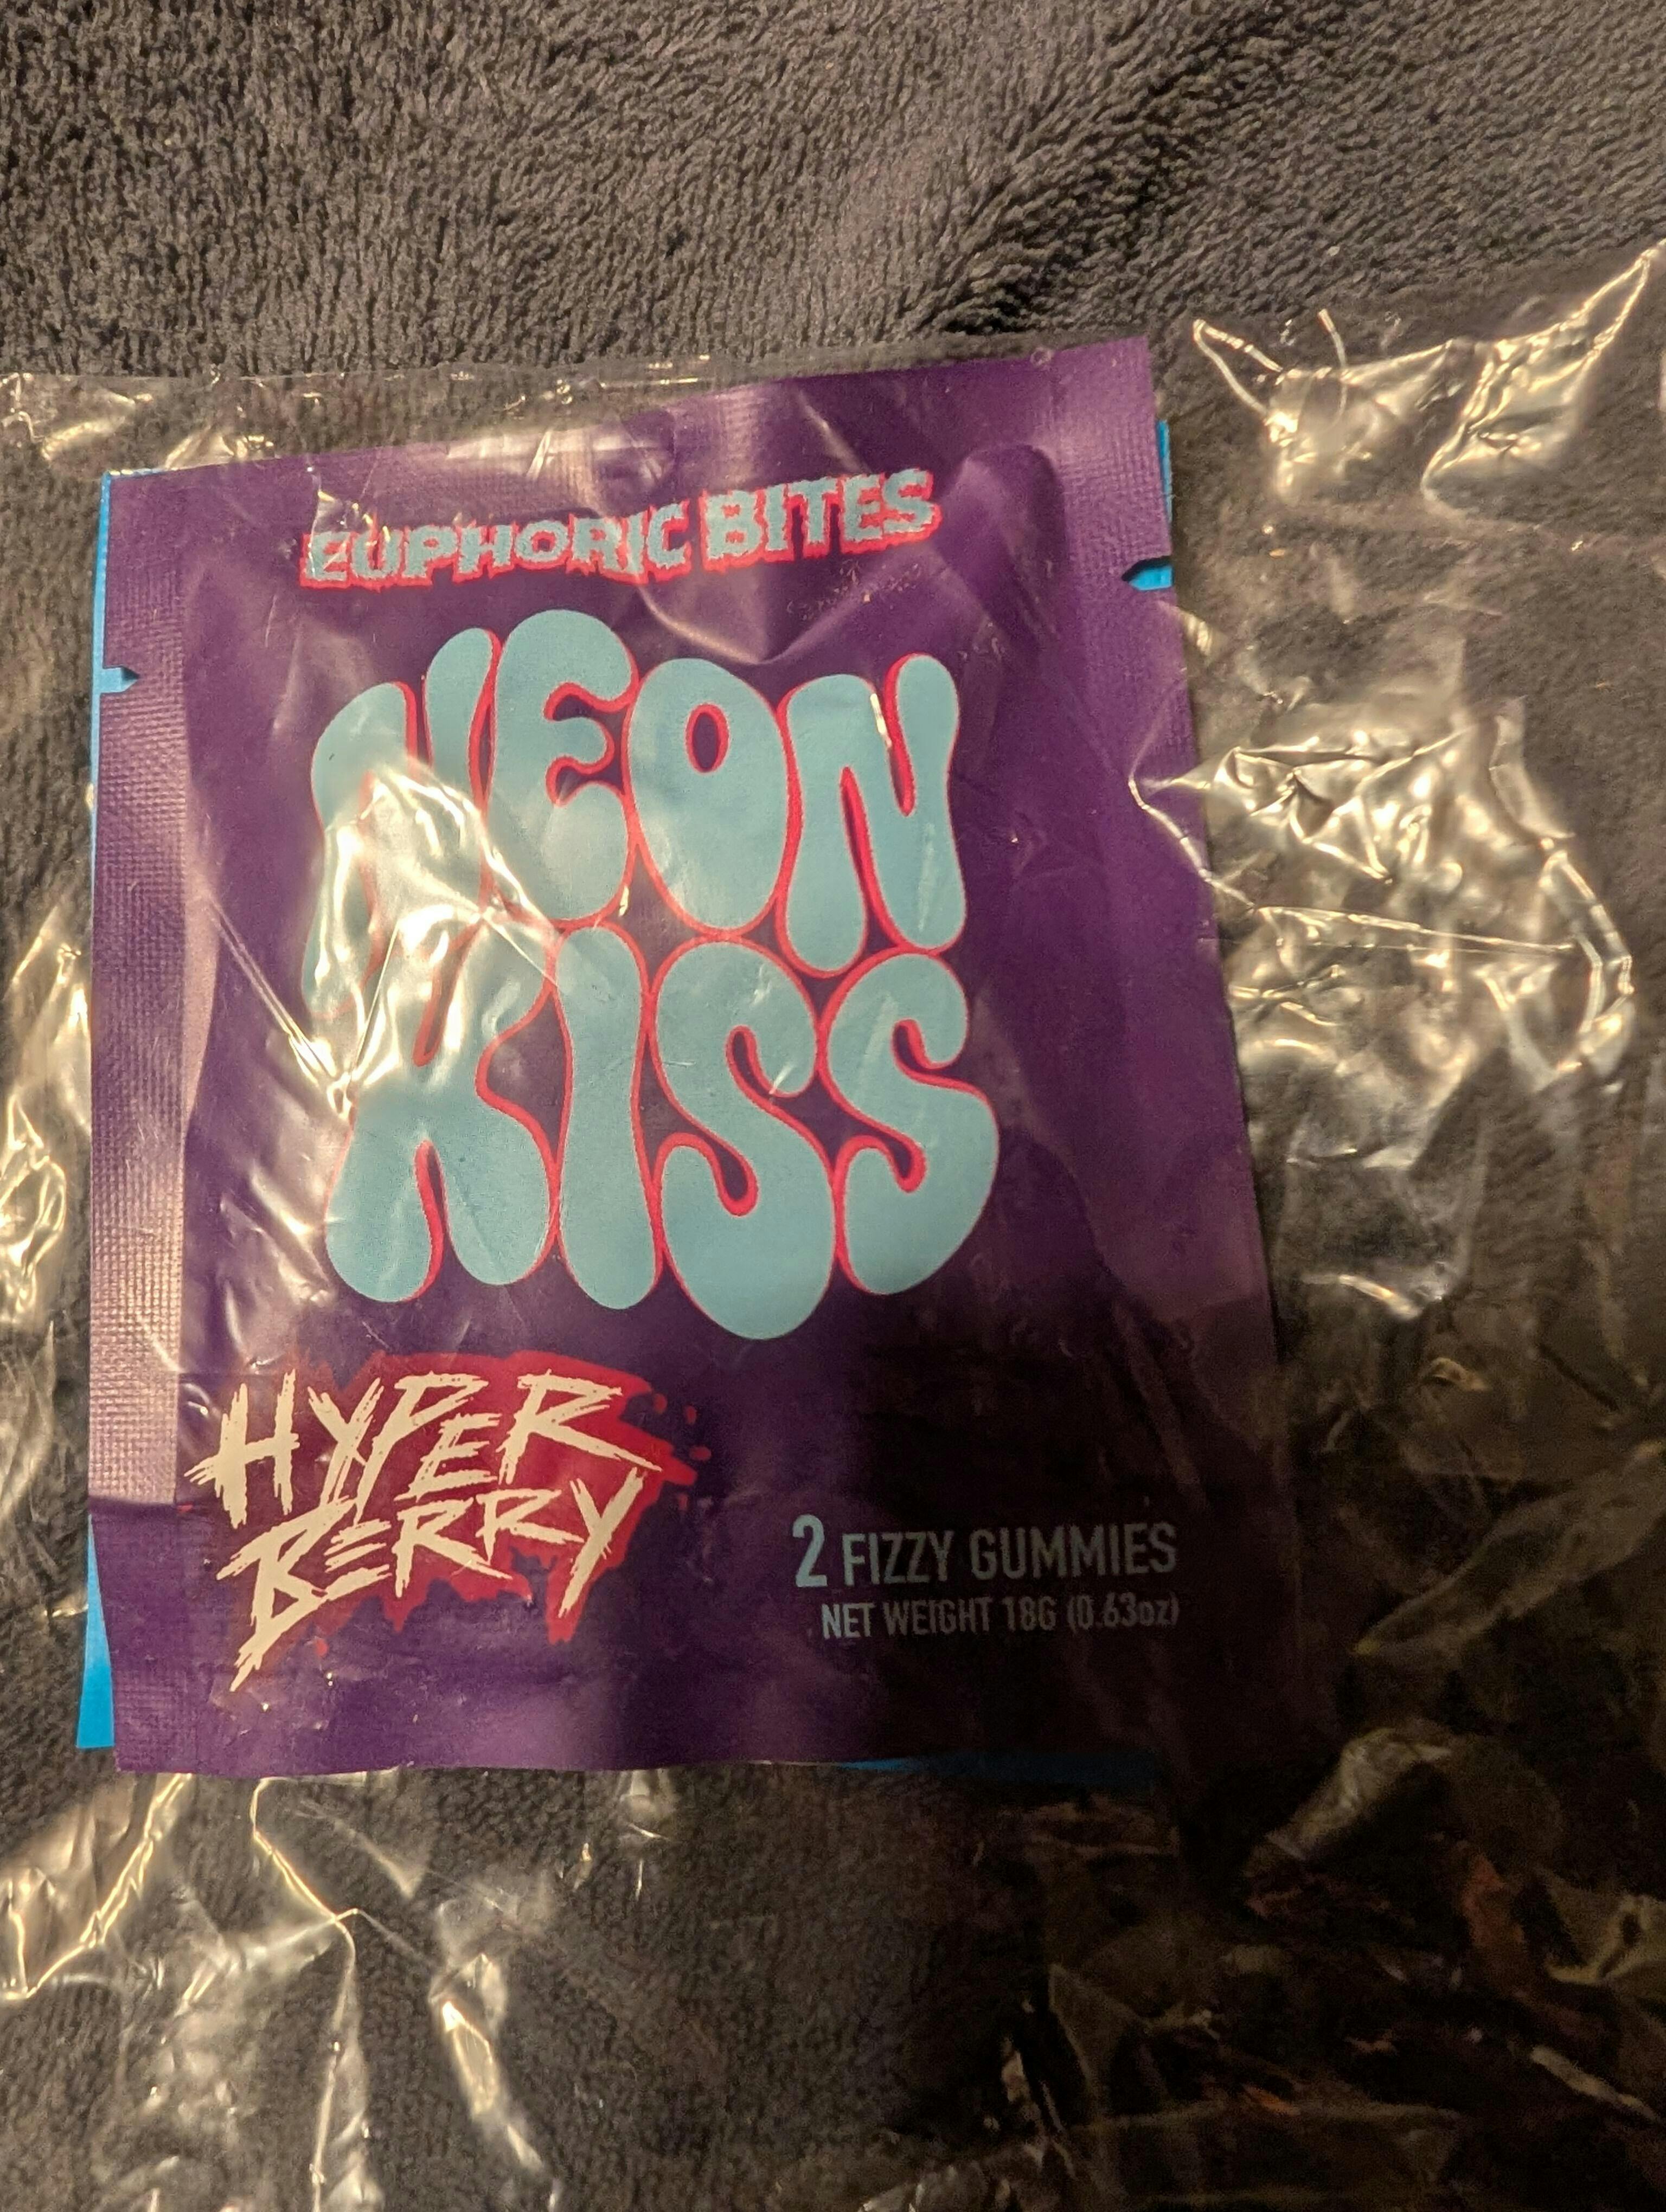 EUPHORIC BITES
NEON
KISS
HYPER
BERRY
2 FIZZY GUMMIES
NET WEIGHT 18G (0.63oz)